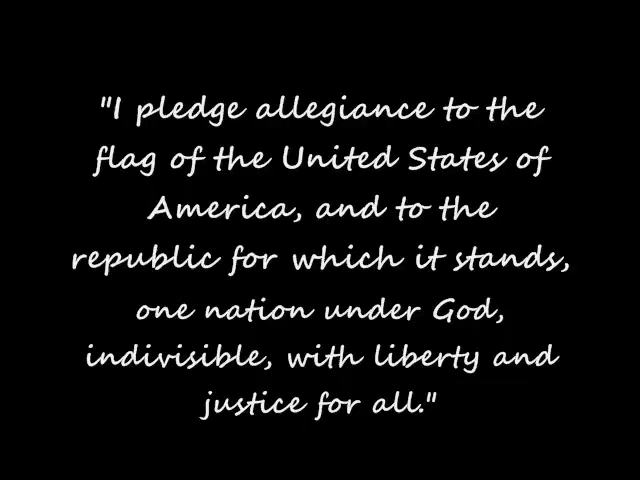 "I pledge allegiance to the
flag of the United States of
America, and to the
republic for which it stands,
one nation under God,
indivisible, with liberty and
justice for all."